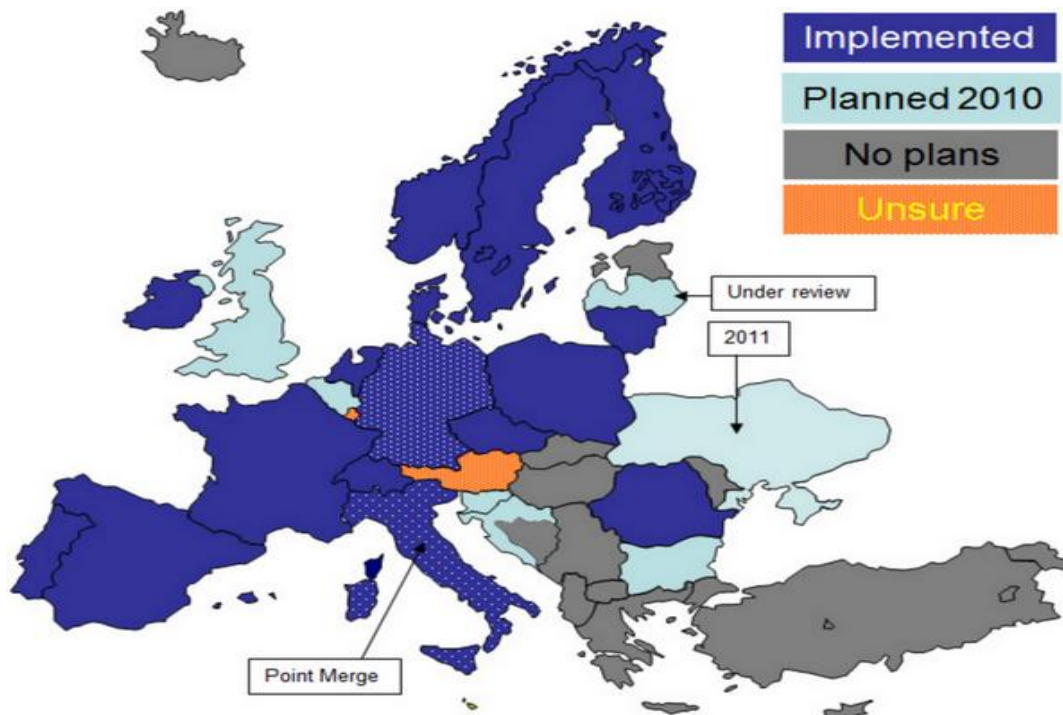 Implemented
Planned 2010
No plans
Unsure
Under review
2011
Point Merge